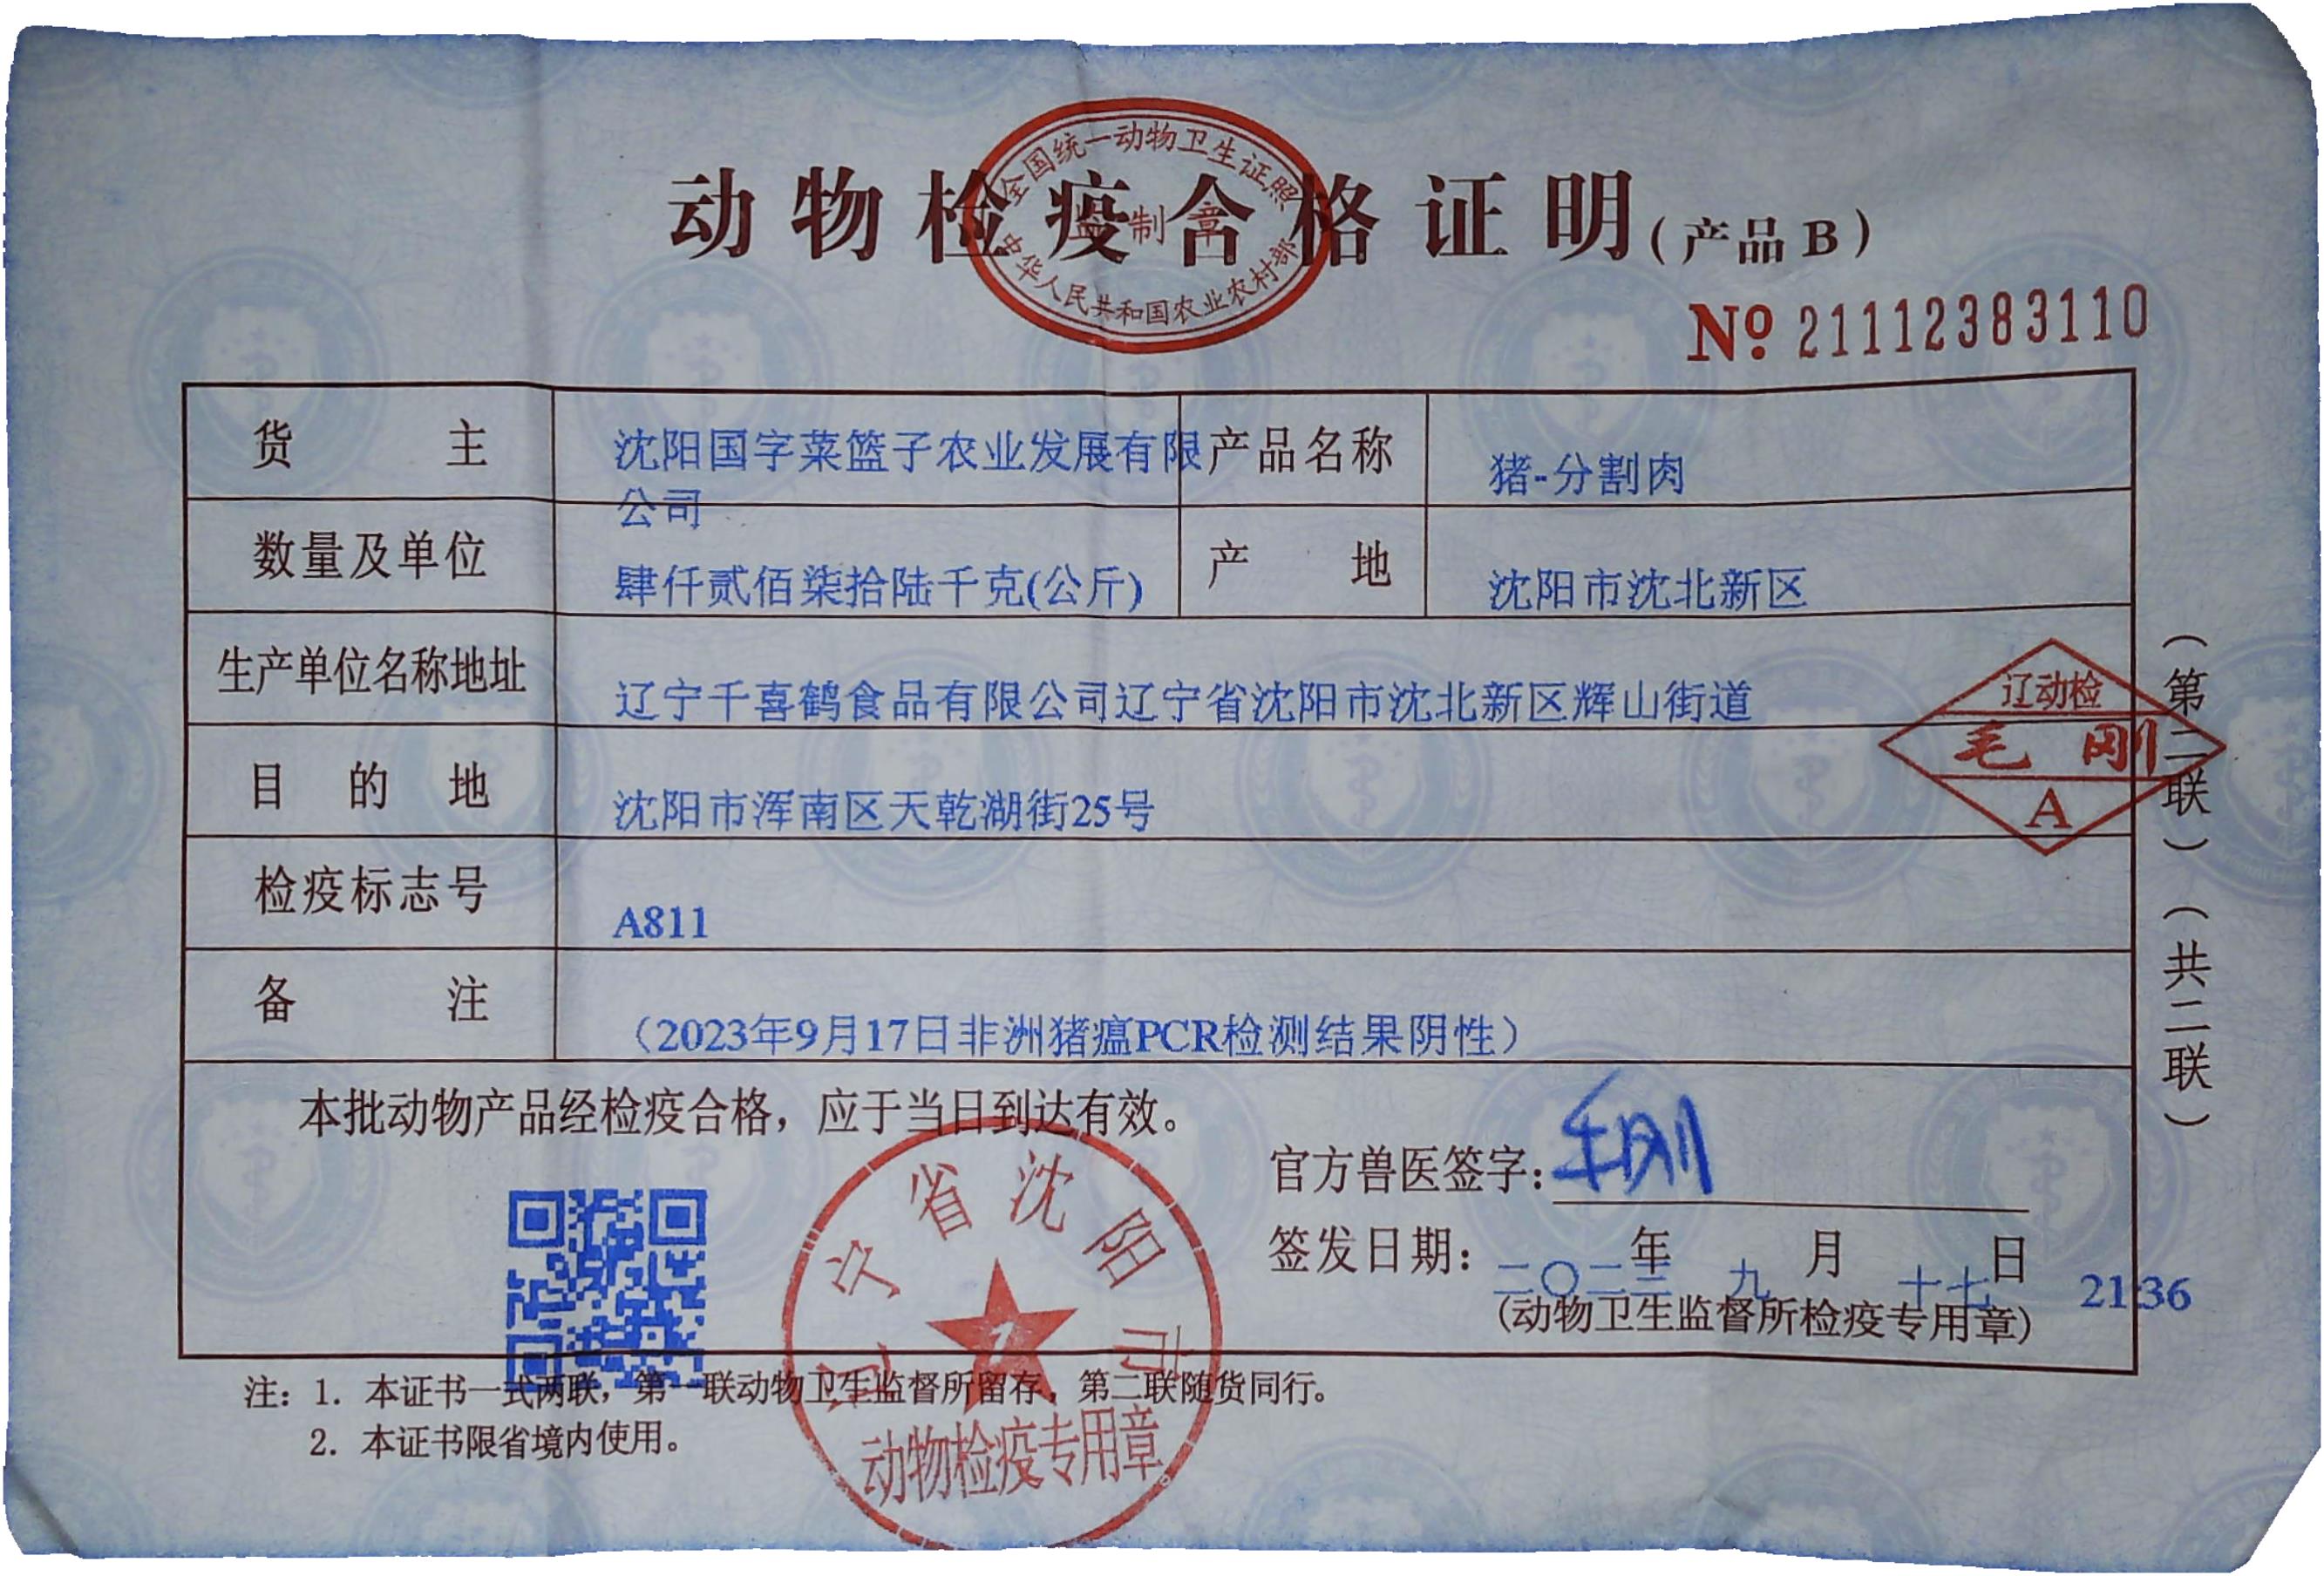 动物检疫合格证明(产品B)
全国统一动物卫生证照
监制章
中华人民共和国农业农村部
№ 21112383110
货 主 沈阳国字菜篮子农业发展有限公司 产品名称 猪-分割肉
数量及单位 肆仟贰佰柒拾陆千克(公斤) 产 地 沈阳市沈北新区
生产单位名称地址 辽宁千喜鹤食品有限公司辽宁省沈阳市沈北新区辉山街道
目 的 地 沈阳市浑南区天乾湖街25号
检疫标志号 A811
备 注 （2023年9月17日非洲猪瘟PCR检测结果阴性）
辽动检
毛刚
A
（第二联）（共二联）
本批动物产品经检疫合格，应于当日到达有效。
官方兽医签字：毛刚
签发日期：二〇二三年九月十七日 21:36
(动物卫生监督所检疫专用章)
辽宁省沈阳市
7
动物检疫专用章
注：1. 本证书一式两联，第一联动物卫生监督所留存，第二联随货同行。
2. 本证书限省境内使用。